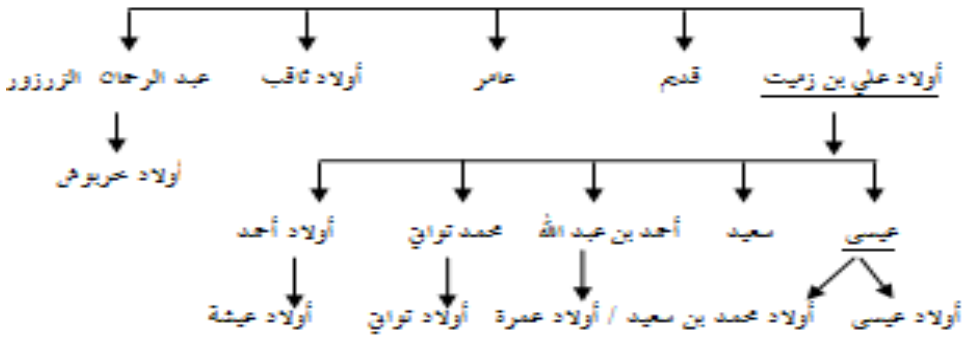 أولاد علي بن زميت قديم عامر أولاد ثاقب عبد الرحمان الزرزور
أولاد خربوش
عيسى سعيد أحمد بن عبد الله محمد تواتي أولاد أحمد
أولاد عيسى أولاد محمد بن سعيد / أولاد عمرة أولاد تواتي أولاد عيشة